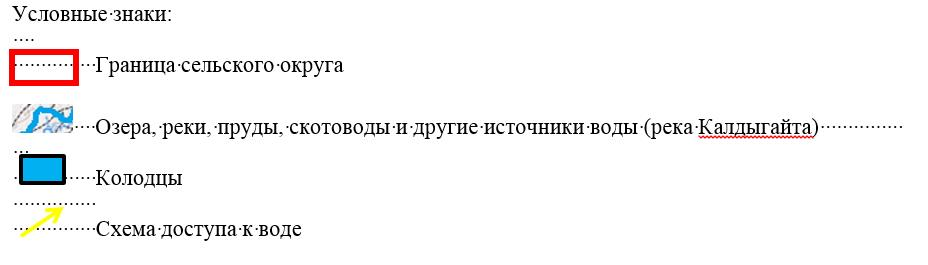 Условные знаки:
Граница сельского округа
Озера, реки, пруды, скотоводы и другие источники воды (река Калдыгайта)
Колодцы
Схема доступа к воде